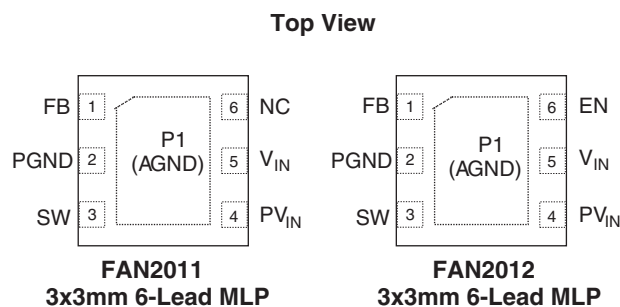 Top View
FB 1 6 NC
P1
PGND 2 (AGND) 5 VIN
SW 3 4 PVIN
FAN2011
3x3mm 6-Lead MLP
FB 1 6 EN
P1
PGND 2 (AGND) 5 VIN
SW 3 4 PVIN
FAN2012
3x3mm 6-Lead MLP